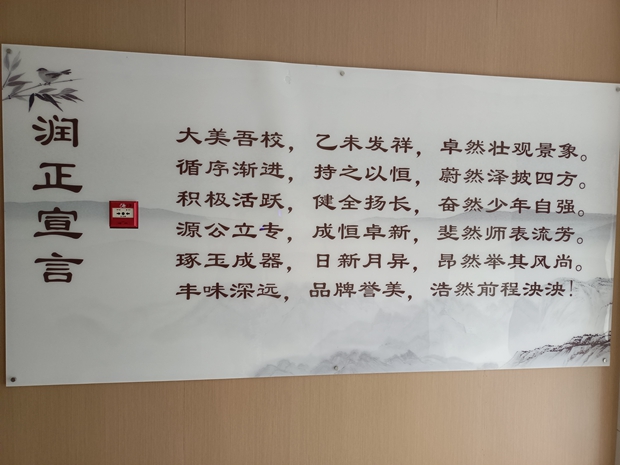 润正宣言
大美吾校，乙未发祥，卓然壮观景象。
循序渐进，持之以恒，蔚然泽披四方。
积极活跃，健全扬长，奋然少年自强。
源公立专，成恒卓新，斐然师表流芳。
琢玉成器，日新月异，昂然举其风尚。
丰味深远，品牌誉美，浩然前程泱泱！